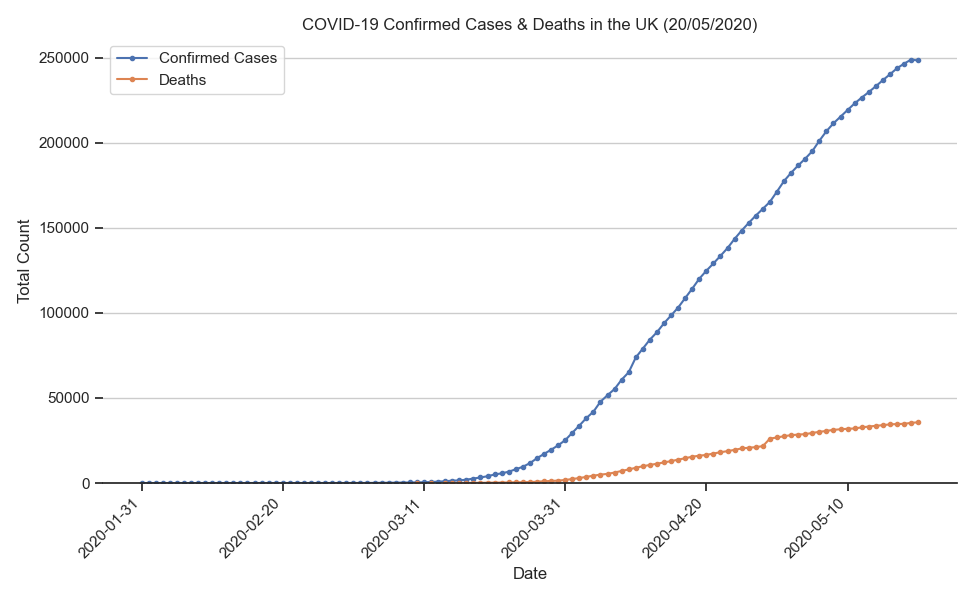 COVID-19 Confirmed Cases & Deaths in the UK (20/05/2020)
Confirmed Cases
Deaths
250000
200000
150000
100000
50000
0
Total Count
2020-01-31
2020-02-20
2020-03-11
2020-03-31
2020-04-20
2020-05-10
Date